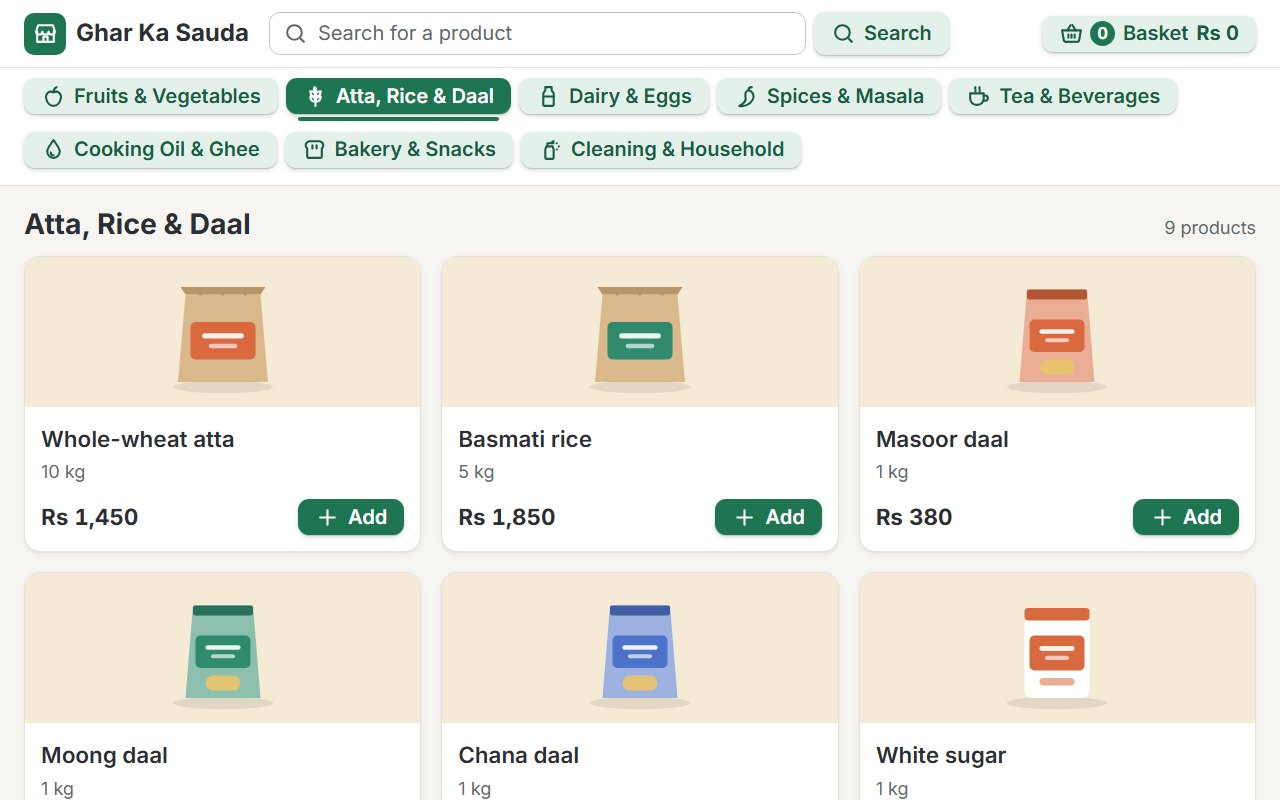 Ghar Ka Sauda
Search for a product
Search
0 Basket Rs 0
Fruits & Vegetables
Atta, Rice & Daal
Dairy & Eggs
Spices & Masala
Tea & Beverages
Cooking Oil & Ghee
Bakery & Snacks
Cleaning & Household
Atta, Rice & Daal
9 products
Whole-wheat atta
10 kg
Rs 1,450
Add
Basmati rice
5 kg
Rs 1,850
Add
Masoor daal
1 kg
Rs 380
Add
Moong daal
1 kg
Chana daal
1 kg
White sugar
1 kg